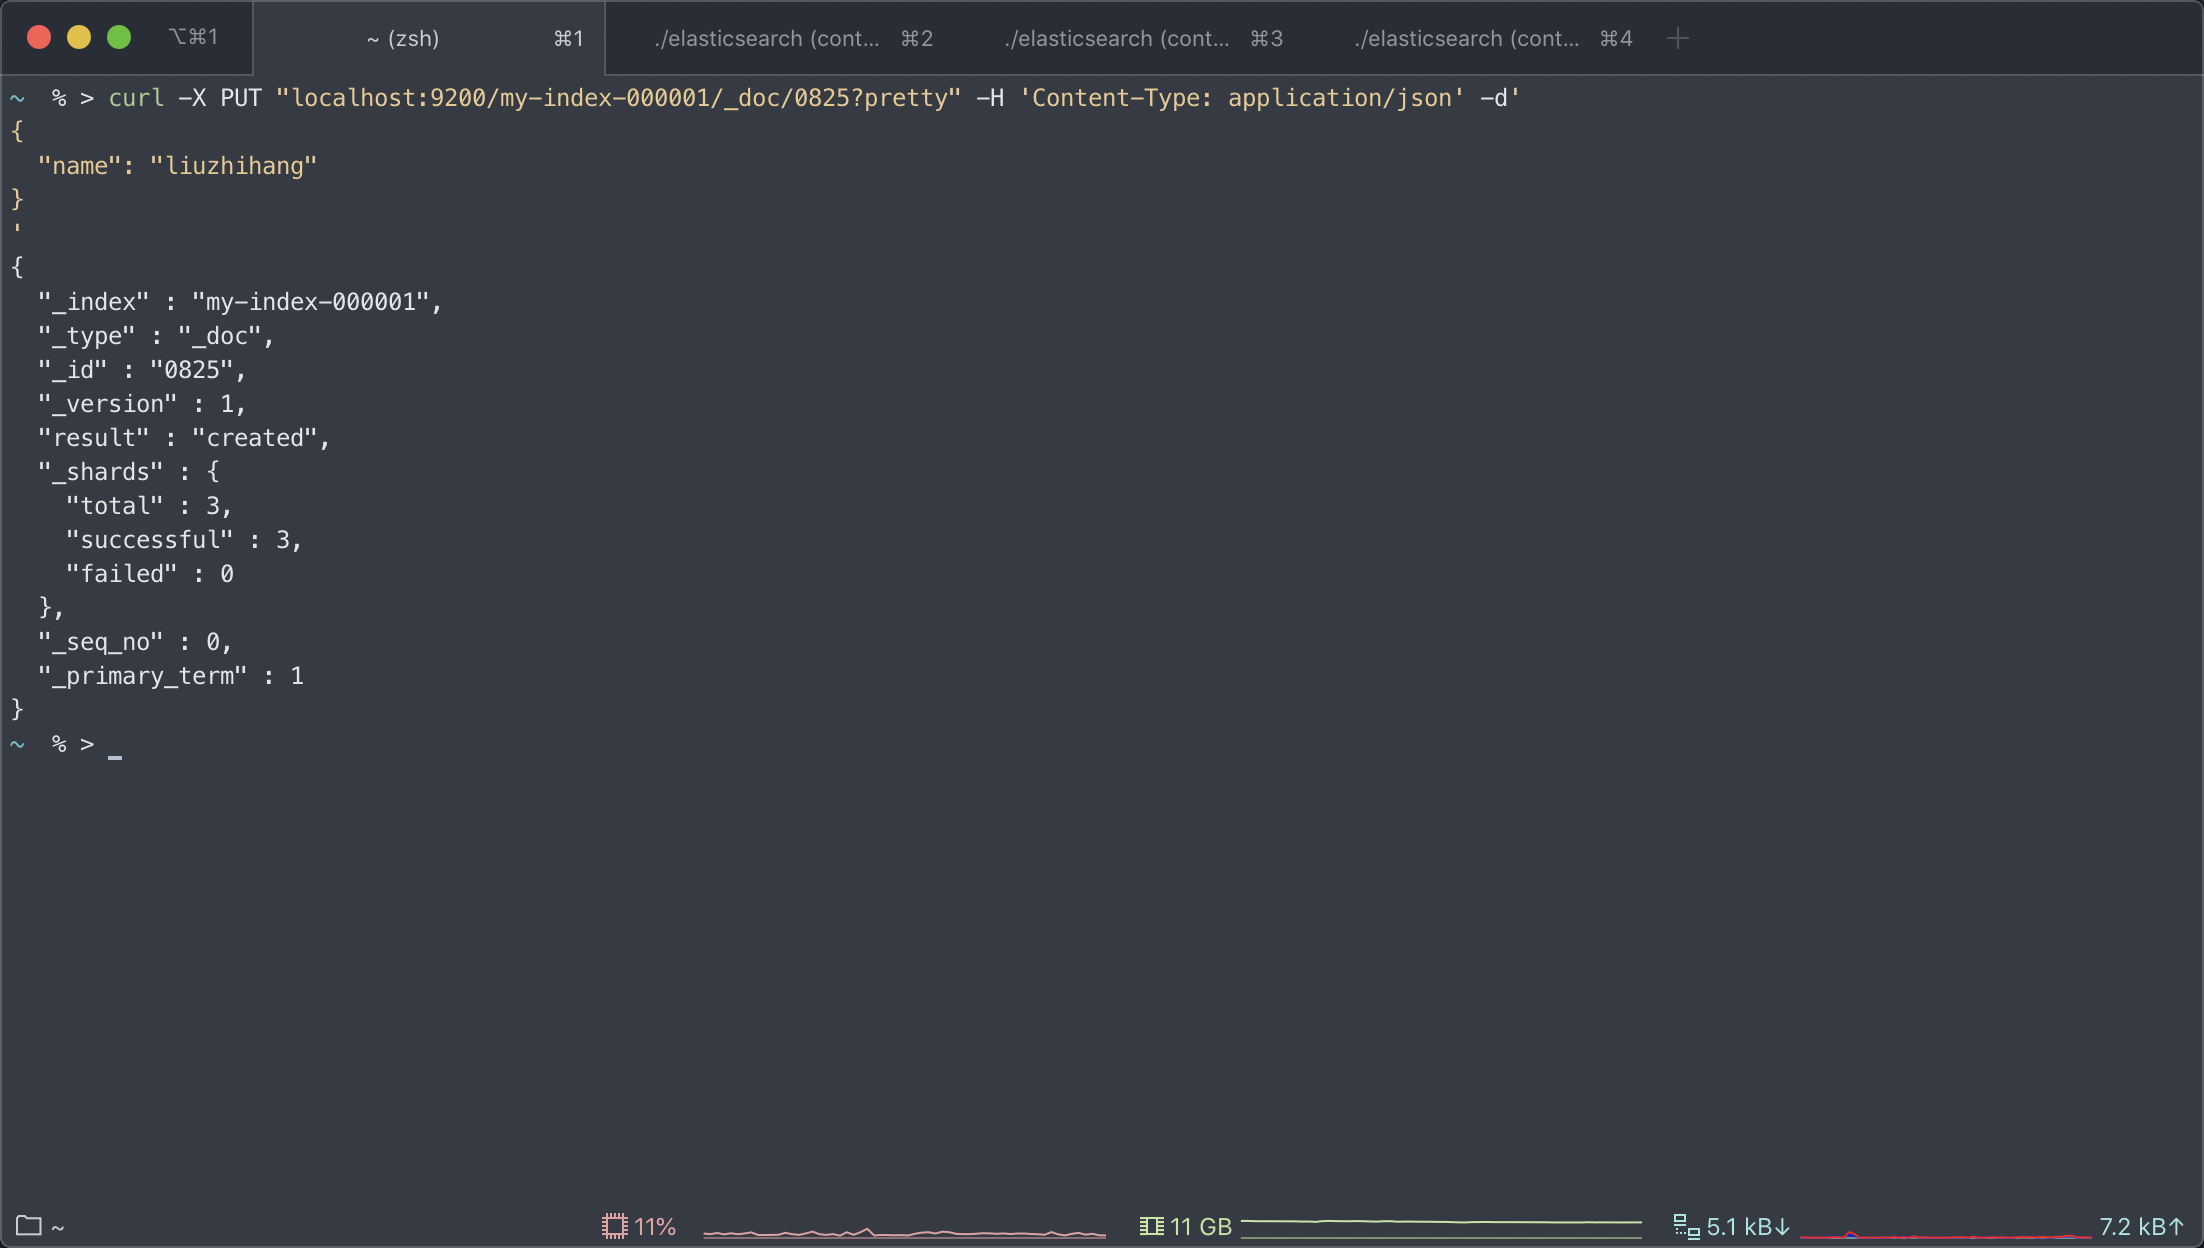 ⌥⌘1 ~ (zsh) ⌘1 ./elasticsearch (cont... ⌘2 ./elasticsearch (cont... ⌘3 ./elasticsearch (cont... ⌘4 +
~ % > curl -X PUT "localhost:9200/my-index-000001/_doc/0825?pretty" -H 'Content-Type: application/json' -d'
{
  "name": "liuzhihang"
}
'
{
  "_index" : "my-index-000001",
  "_type" : "_doc",
  "_id" : "0825",
  "_version" : 1,
  "result" : "created",
  "_shards" : {
    "total" : 3,
    "successful" : 3,
    "failed" : 0
  },
  "_seq_no" : 0,
  "_primary_term" : 1
}
~ % > _
~ 11% 11 GB 5.1 kB↓ 7.2 kB↑